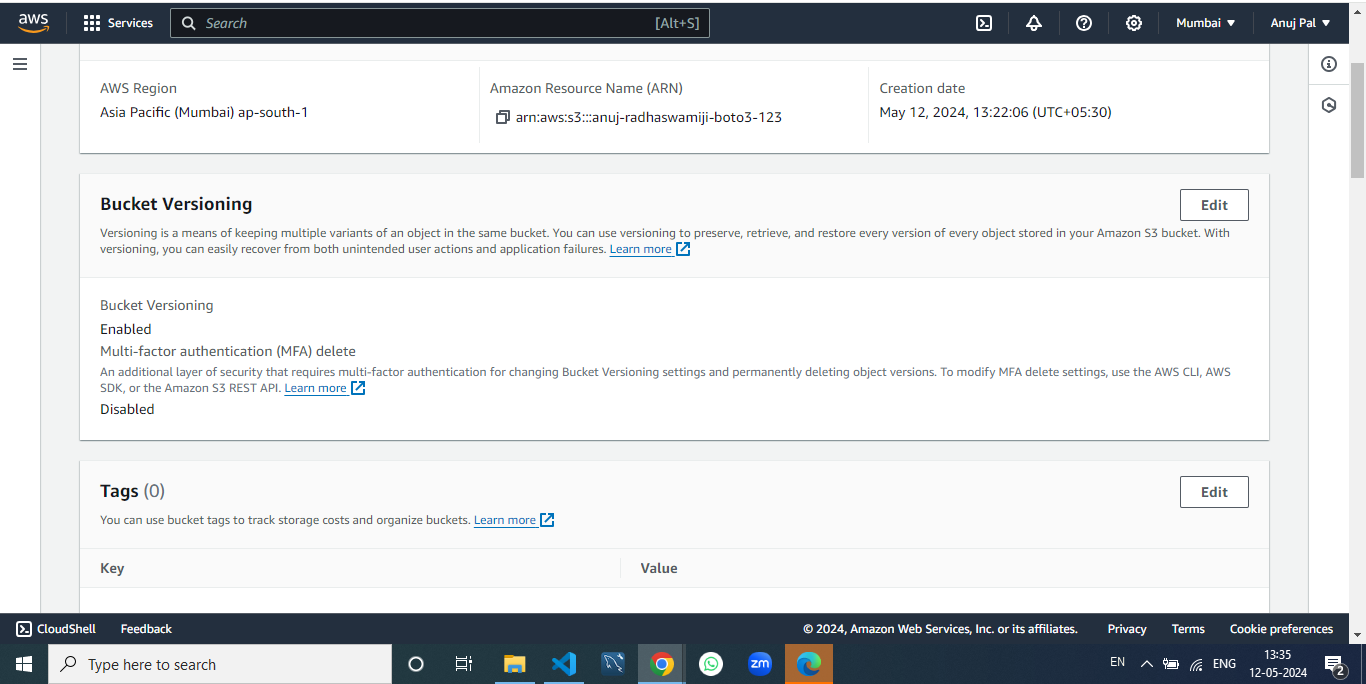 aws
Services
Search
[Alt+S]
Mumbai
Anuj Pal
AWS Region
Asia Pacific (Mumbai) ap-south-1
Amazon Resource Name (ARN)
arn:aws:s3:::anuj-radhaswamiji-boto3-123
Creation date
May 12, 2024, 13:22:06 (UTC+05:30)
Bucket Versioning
Edit
Versioning is a means of keeping multiple variants of an object in the same bucket. You can use versioning to preserve, retrieve, and restore every version of every object stored in your Amazon S3 bucket. With
versioning, you can easily recover from both unintended user actions and application failures. Learn more
Bucket Versioning
Enabled
Multi-factor authentication (MFA) delete
An additional layer of security that requires multi-factor authentication for changing Bucket Versioning settings and permanently deleting object versions. To modify MFA delete settings, use the AWS CLI, AWS
SDK, or the Amazon S3 REST API. Learn more
Disabled
Tags (0)
Edit
You can use bucket tags to track storage costs and organize buckets. Learn more
Key
Value
CloudShell
Feedback
© 2024, Amazon Web Services, Inc. or its affiliates.
Privacy
Terms
Cookie preferences
Type here to search
zm
EN
ENG
13:35
12-05-2024
2